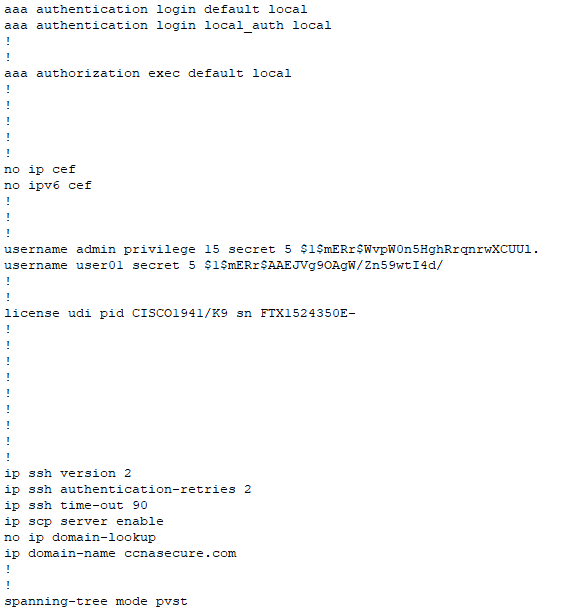 aaa authentication login default local
aaa authentication login local_auth local
!
!
aaa authorization exec default local
!
!
!
!
!
no ip cef
no ipv6 cef
!
!
!
username admin privilege 15 secret 5 $1$mERr$WvpW0n5HghRrqnrwXCUUl.
username user01 secret 5 $1$mERr$AAEJVg9OAgW/Zn59wtI4d/
!
!
license udi pid CISCO1941/K9 sn FTX1524350E-
!
!
!
!
!
!
!
!
!
ip ssh version 2
ip ssh authentication-retries 2
ip ssh time-out 90
ip scp server enable
no ip domain-lookup
ip domain-name ccnasecure.com
!
!
spanning-tree mode pvst